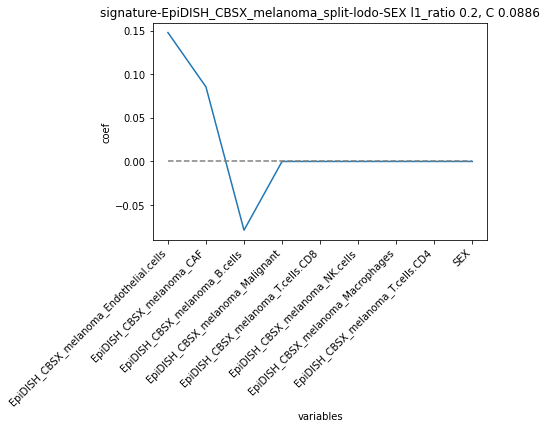 signature-EpiDISH_CBSX_melanoma_split-lodo-SEX l1_ratio 0.2, C 0.0886
0.15
0.10
0.05
0.00
−0.05
coef
EpiDISH_CBSX_melanoma_Endothelial.cells
EpiDISH_CBSX_melanoma_CAF
EpiDISH_CBSX_melanoma_B.cells
EpiDISH_CBSX_melanoma_Malignant
EpiDISH_CBSX_melanoma_T.cells.CD8
EpiDISH_CBSX_melanoma_NK.cells
EpiDISH_CBSX_melanoma_Macrophages
EpiDISH_CBSX_melanoma_T.cells.CD4
SEX
variables